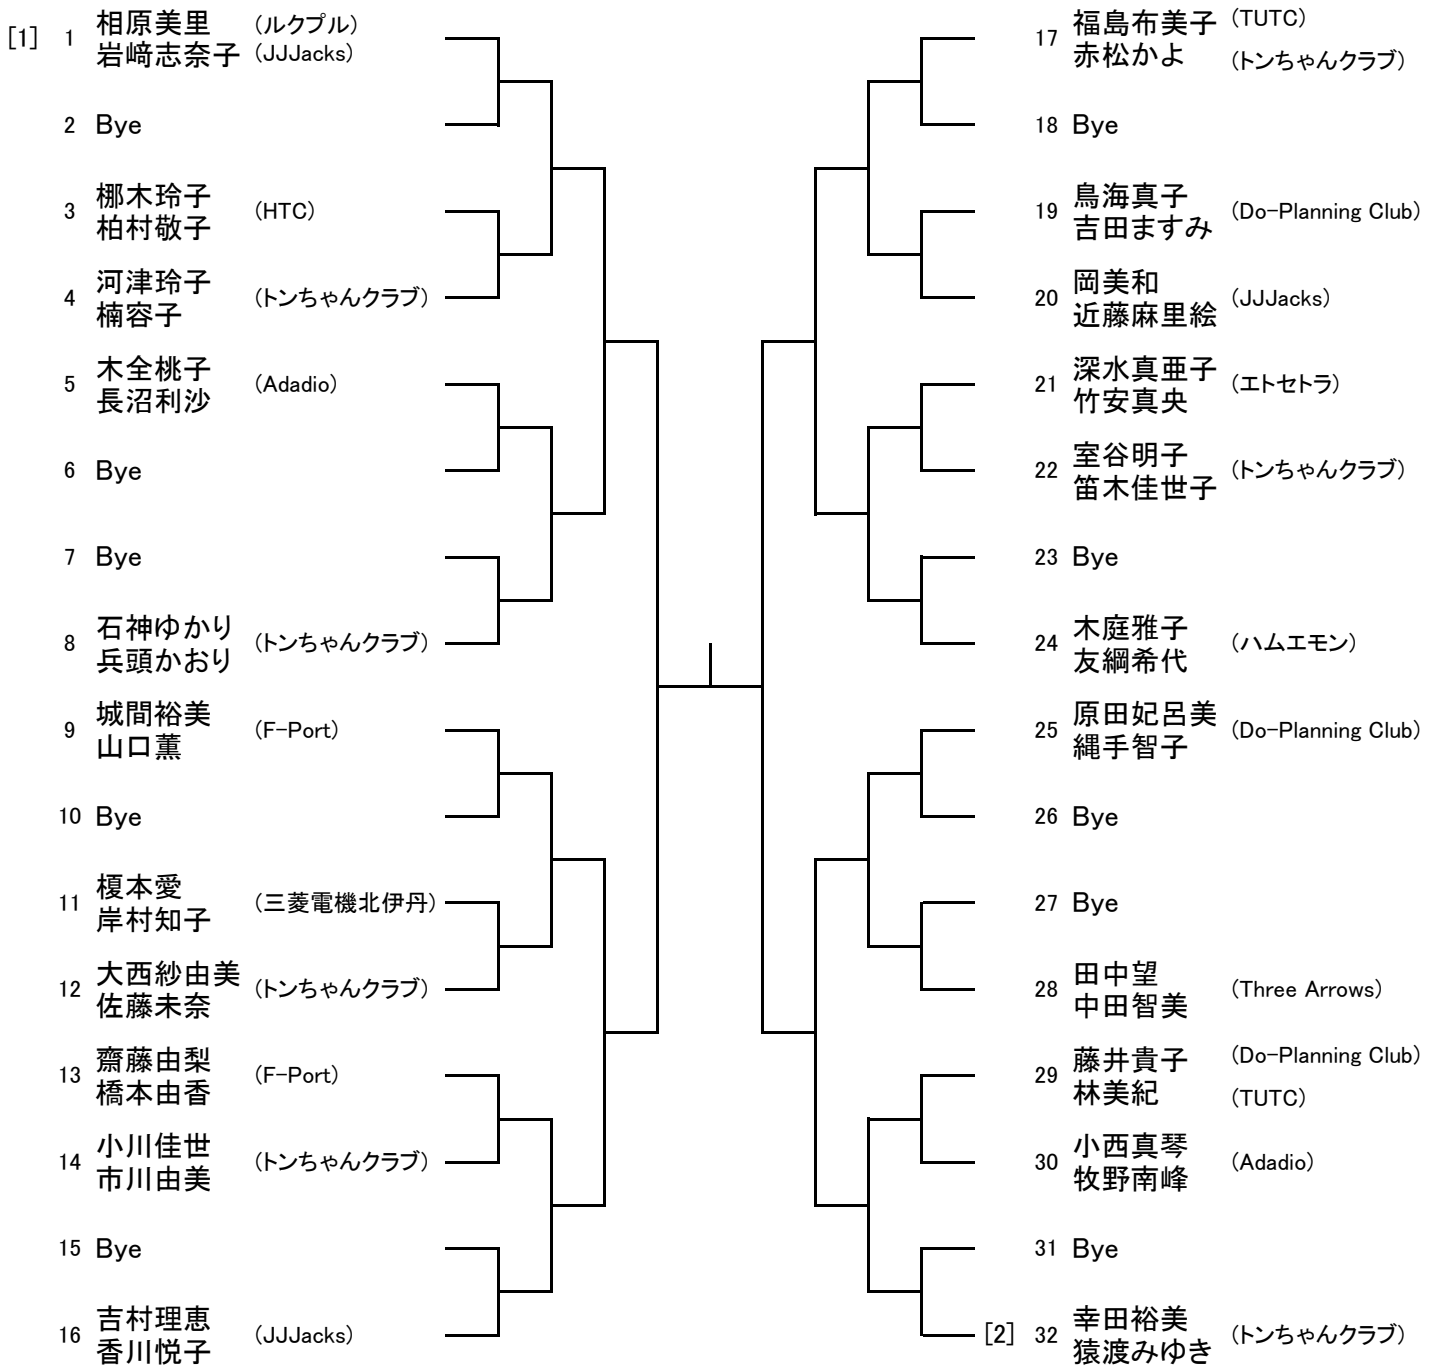 [1] 1 相原美里 (ルクプル)
岩﨑志奈子 (JJJacks)
2 Bye
3 梛木玲子 (HTC)
柏村敬子
4 河津玲子 (トンちゃんクラブ)
楠容子
5 木全桃子 (Adadio)
長沼利沙
6 Bye
7 Bye
8 石神ゆかり (トンちゃんクラブ)
兵頭かおり
9 城間裕美 (F-Port)
山口薫
10 Bye
11 榎本愛 (三菱電機北伊丹)
岸村知子
12 大西紗由美 (トンちゃんクラブ)
佐藤未奈
13 齋藤由梨 (F-Port)
橋本由香
14 小川佳世 (トンちゃんクラブ)
市川由美
15 Bye
16 吉村理恵 (JJJacks)
香川悦子
17 福島布美子 (TUTC)
赤松かよ (トンちゃんクラブ)
18 Bye
19 鳥海真子 (Do-Planning Club)
吉田ますみ
20 岡美和 (JJJacks)
近藤麻里絵
21 深水真亜子 (エトセトラ)
竹安真央
22 室谷明子 (トンちゃんクラブ)
笛木佳世子
23 Bye
24 木庭雅子 (ハムエモン)
友綱希代
25 原田妃呂美 (Do-Planning Club)
縄手智子
26 Bye
27 Bye
28 田中望 (Three Arrows)
中田智美
29 藤井貴子 (Do-Planning Club)
林美紀 (TUTC)
30 小西真琴 (Adadio)
牧野南峰
31 Bye
[2] 32 幸田裕美 (トンちゃんクラブ)
猿渡みゆき